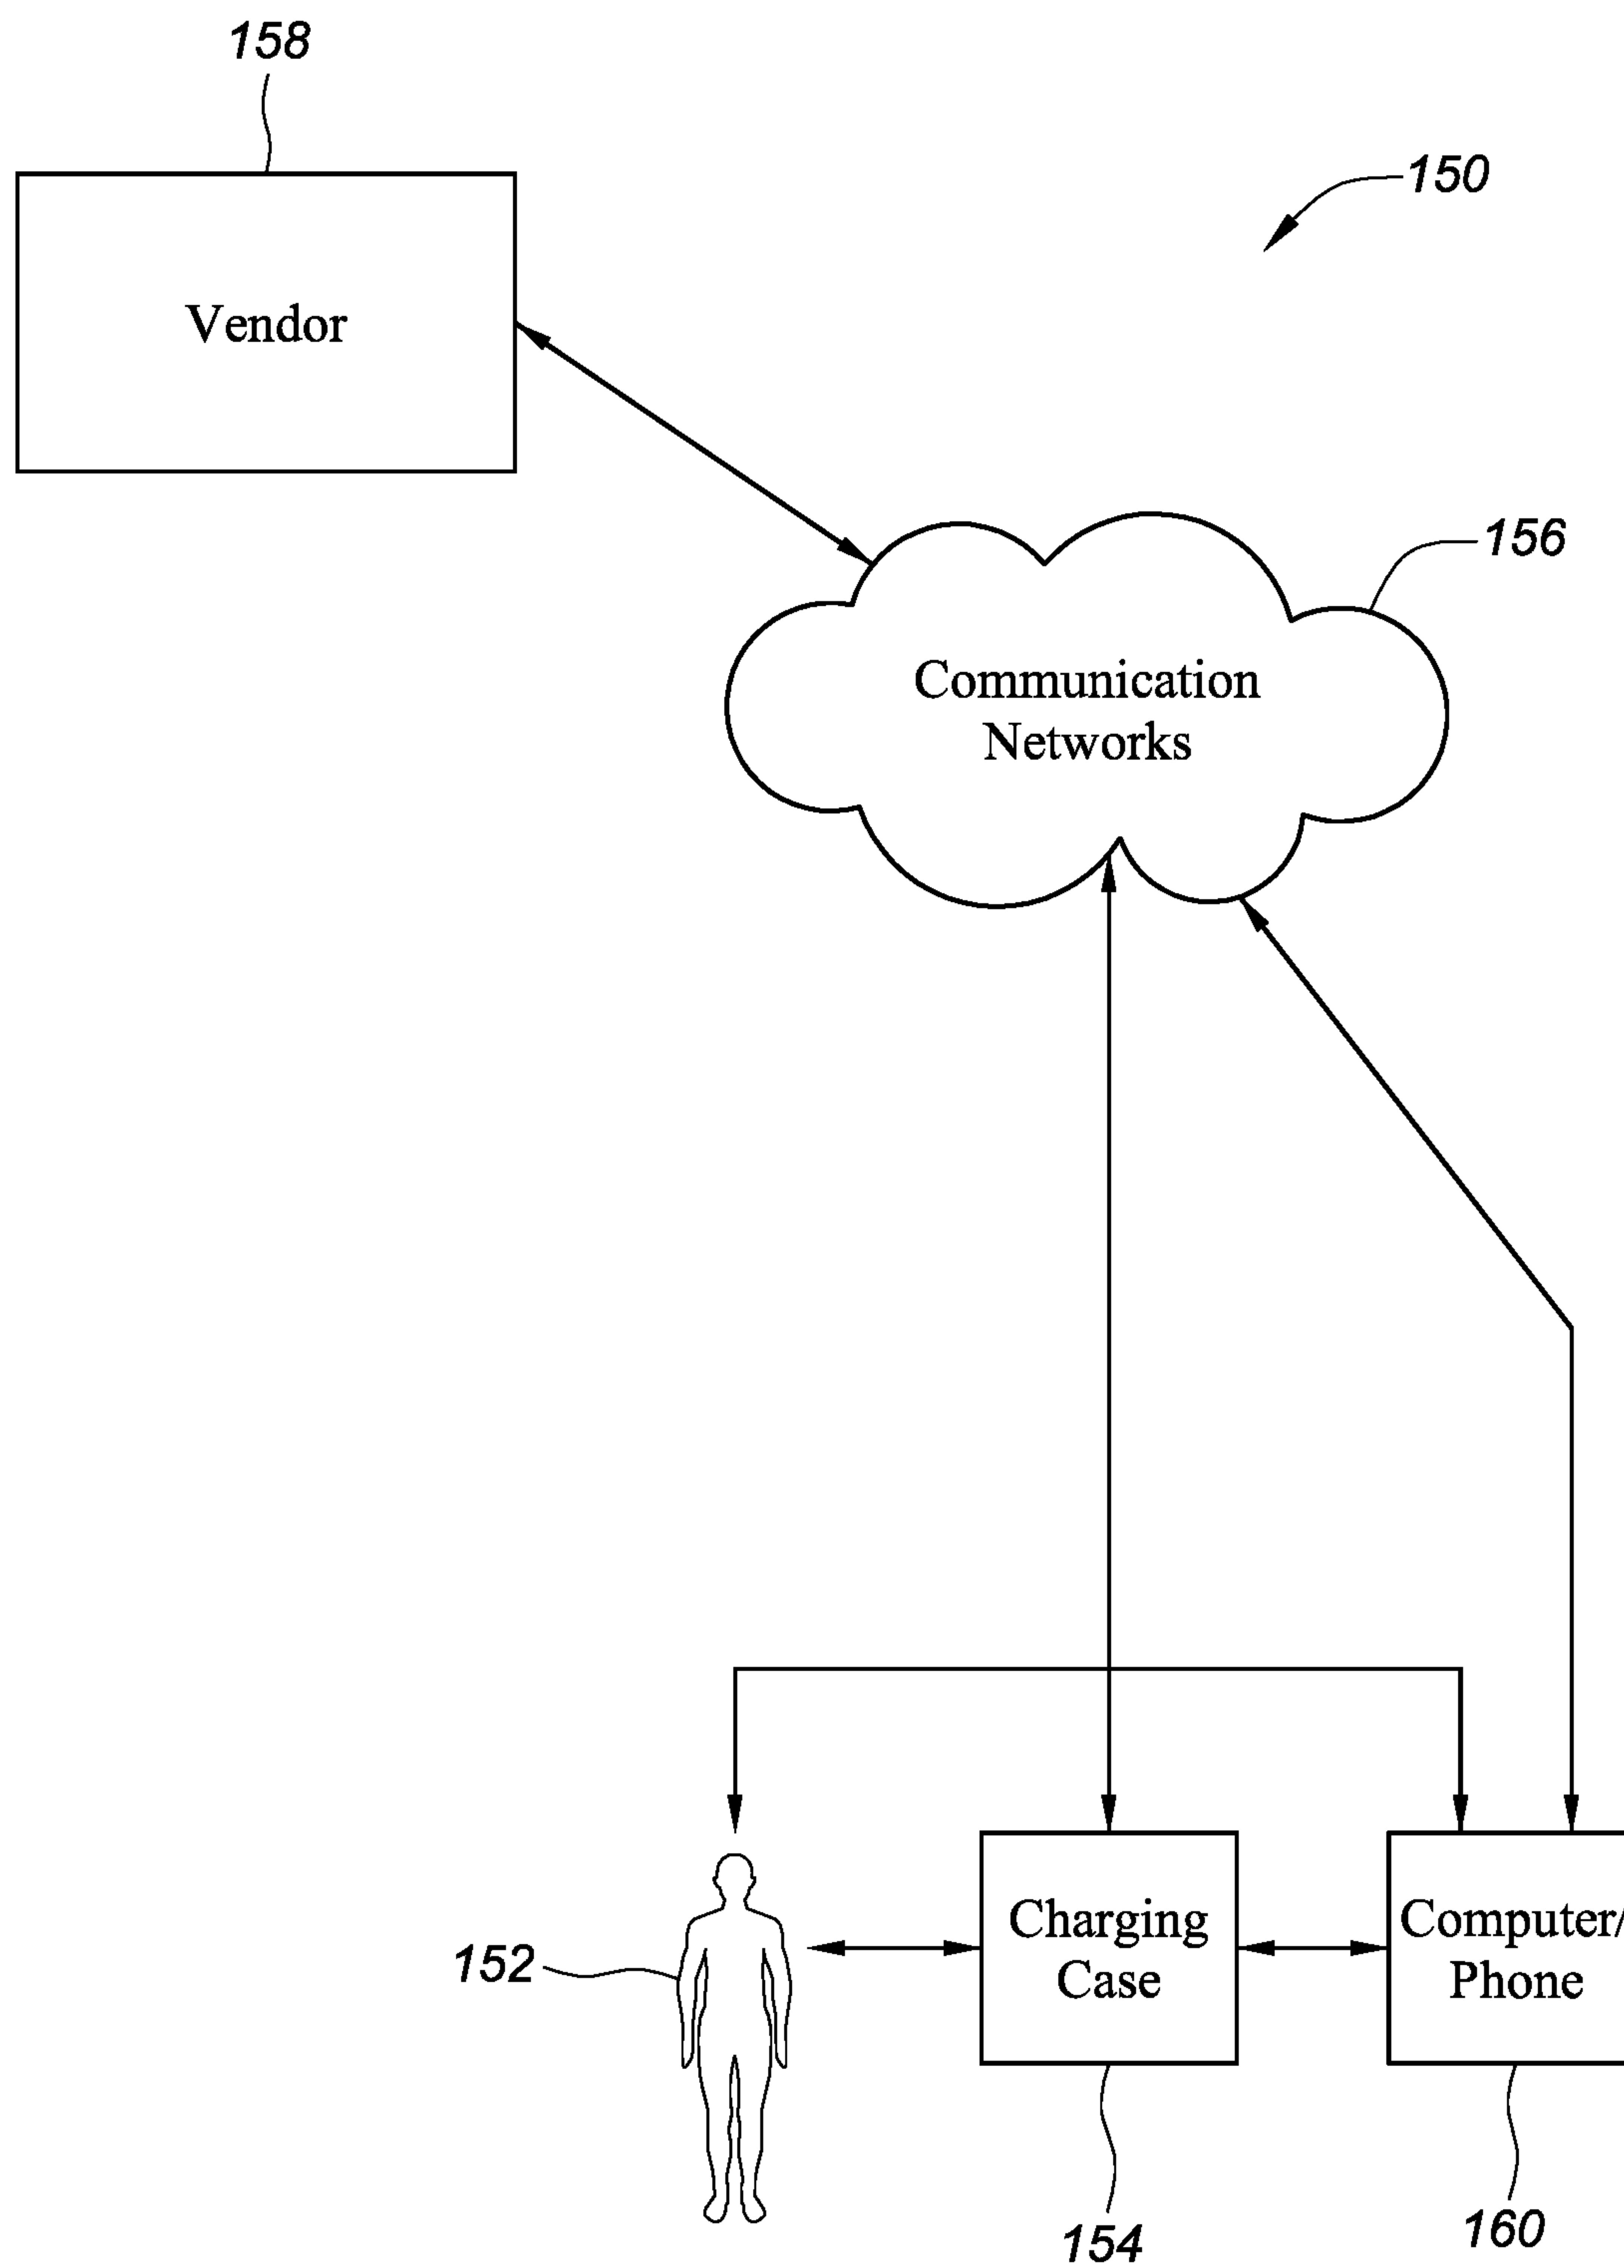 158
150
Vendor
156
Communication
Networks
152
Charging
Case
Computer/
Phone
154
160